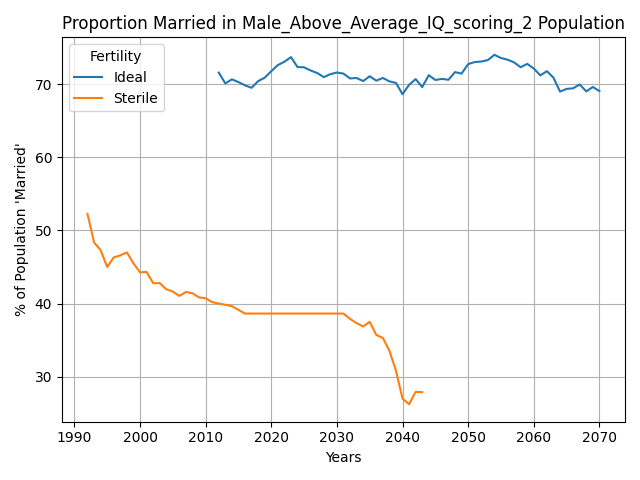 Proportion Married in Male_Above_Average_IQ_scoring_2 Population
Fertility
Ideal
Sterile
70
60
50
40
30
% of Population 'Married'
1990 2000 2010 2020 2030 2040 2050 2060 2070
Years